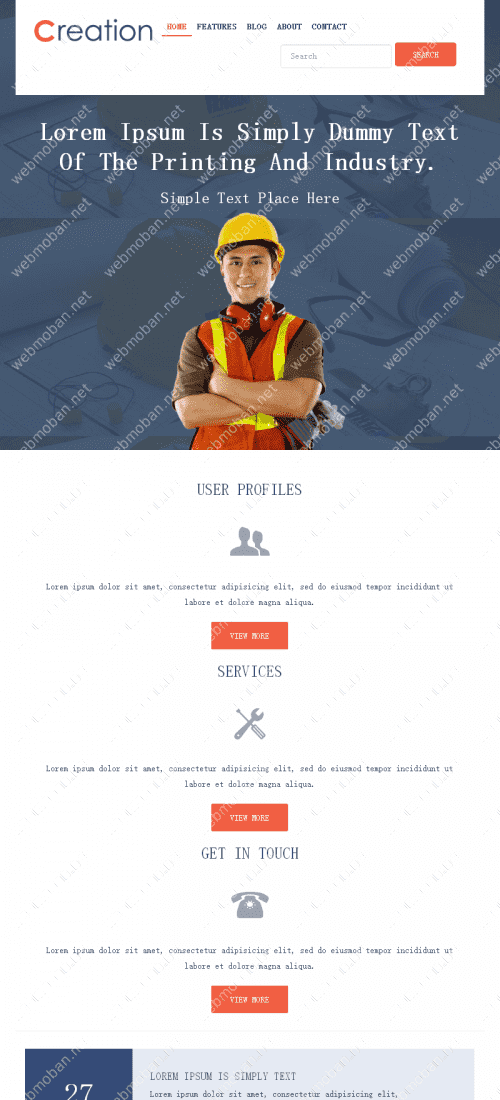 Creation
HOME FEATURES BLOG ABOUT CONTACT
Search
SEARCH
Lorem Ipsum Is Simply Dummy Text
Of The Printing And Industry.
Simple Text Place Here
webmoban.net
USER PROFILES
Lorem ipsum dolor sit amet, consectetur adipisicing elit, sed do eiusmod tempor incididunt ut
labore et dolore magna aliqua.
VIEW MORE
SERVICES
Lorem ipsum dolor sit amet, consectetur adipisicing elit, sed do eiusmod tempor incididunt ut
labore et dolore magna aliqua.
VIEW MORE
GET IN TOUCH
Lorem ipsum dolor sit amet, consectetur adipisicing elit, sed do eiusmod tempor incididunt ut
labore et dolore magna aliqua.
VIEW MORE
27
LOREM IPSUM IS SIMPLY TEXT
Lorem ipsum dolor sit amet, consectetur adipisicing elit,